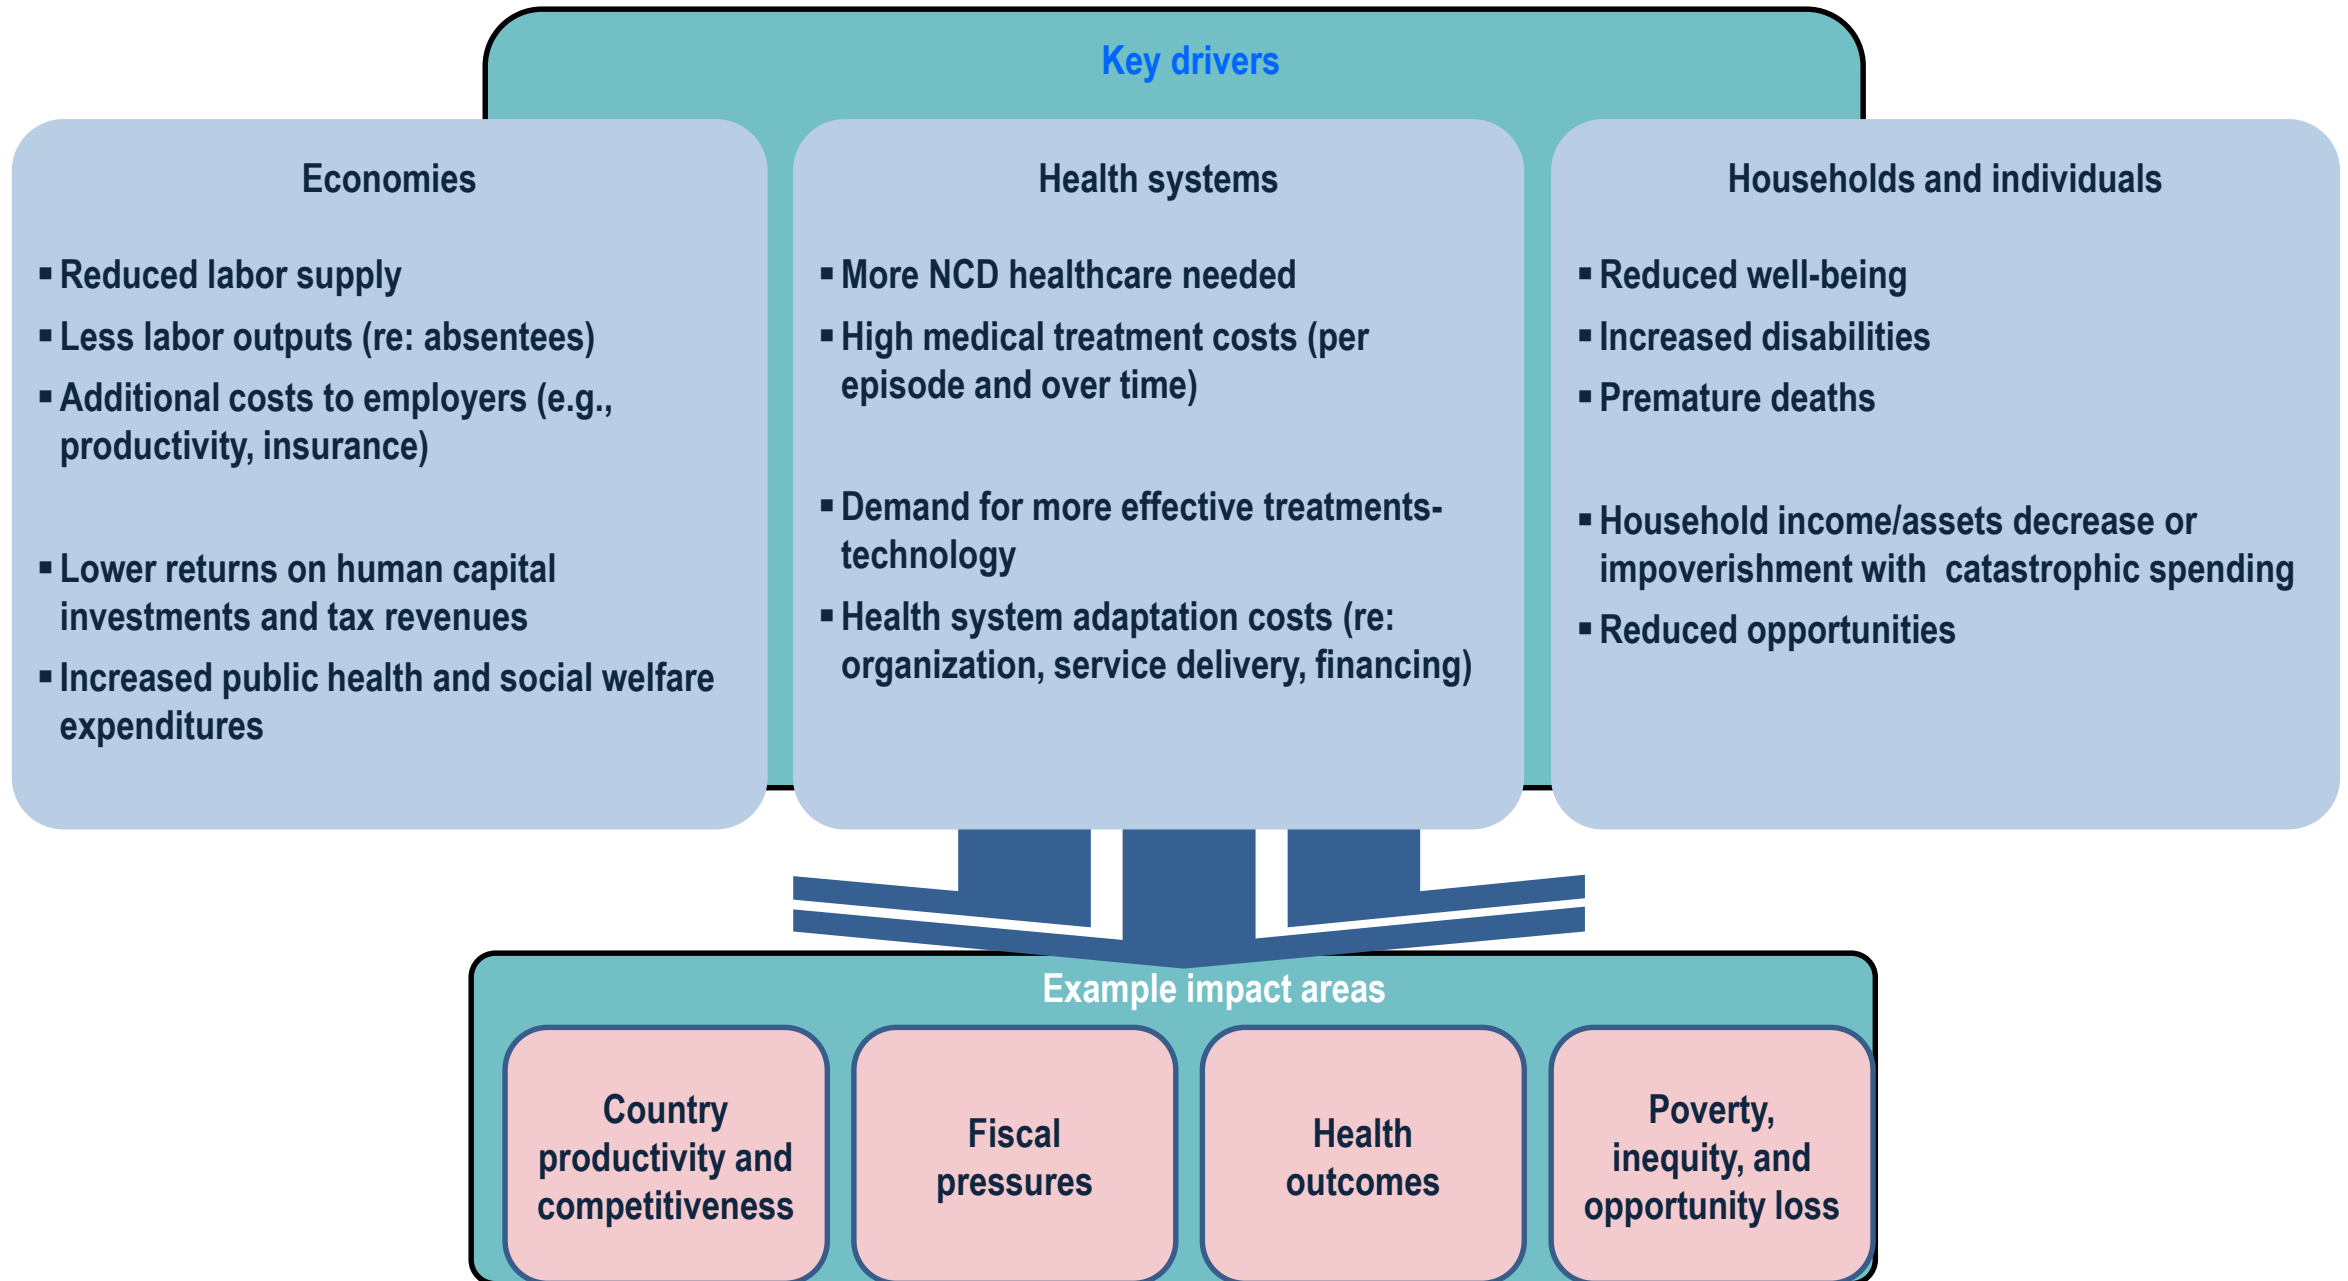 Key drivers
Economies
▪ Reduced labor supply
▪ Less labor outputs (re: absentees)
▪ Additional costs to employers (e.g.,
productivity, insurance)
▪ Lower returns on human capital
investments and tax revenues
▪ Increased public health and social welfare
expenditures
Health systems
▪ More NCD healthcare needed
▪ High medical treatment costs (per
episode and over time)
▪ Demand for more effective treatments-
technology
▪ Health system adaptation costs (re:
organization, service delivery, financing)
Households and individuals
▪ Reduced well-being
▪ Increased disabilities
▪ Premature deaths
▪ Household income/assets decrease or
impoverishment with  catastrophic spending
▪ Reduced opportunities
Example impact areas
Country
productivity and
competitiveness
Fiscal
pressures
Health
outcomes
Poverty,
inequity, and
opportunity loss